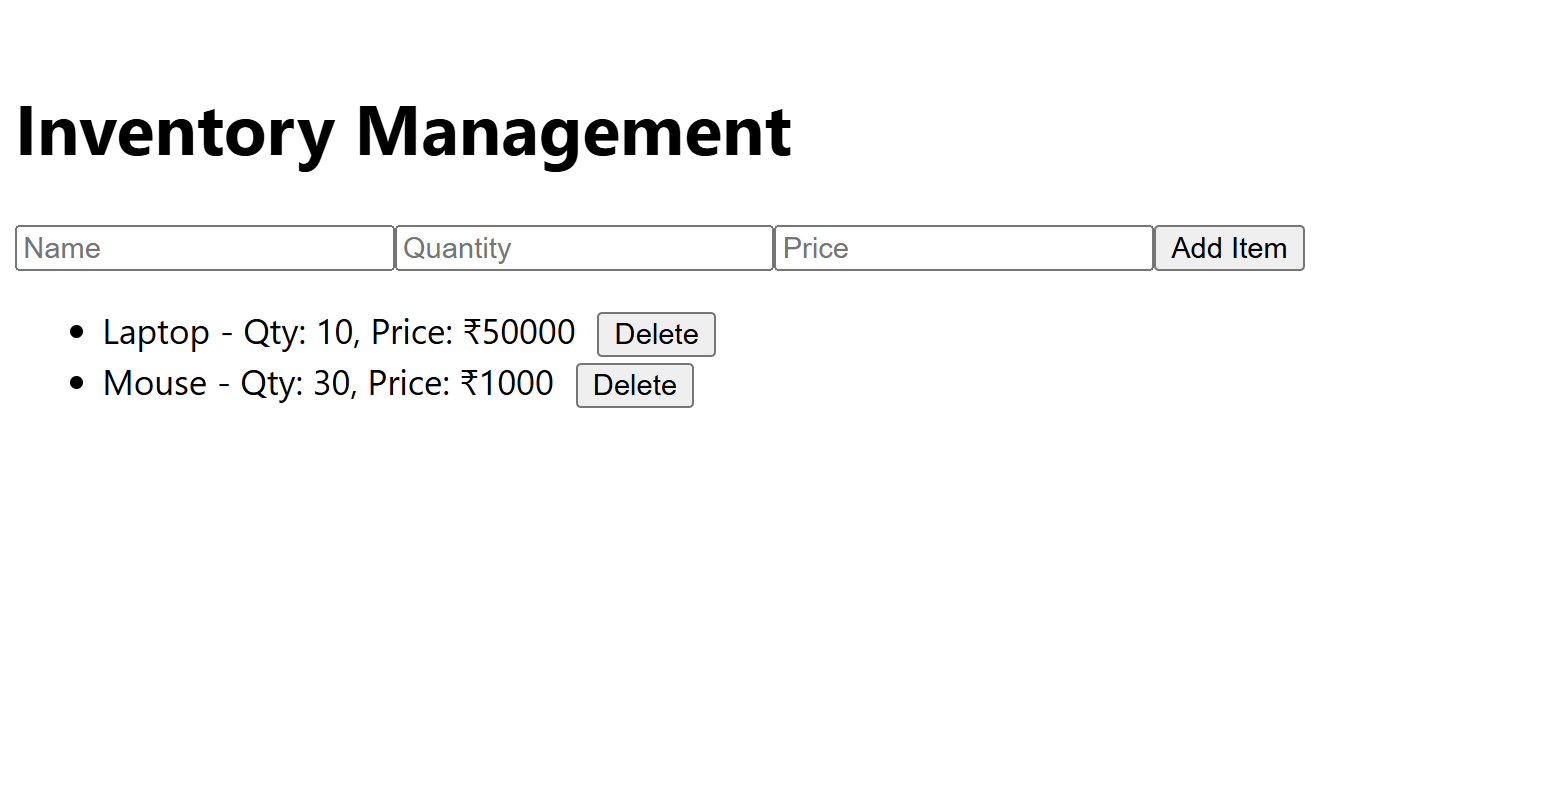 Inventory Management
Name Quantity Price Add Item
Laptop - Qty: 10, Price: ₹50000 Delete
Mouse - Qty: 30, Price: ₹1000 Delete